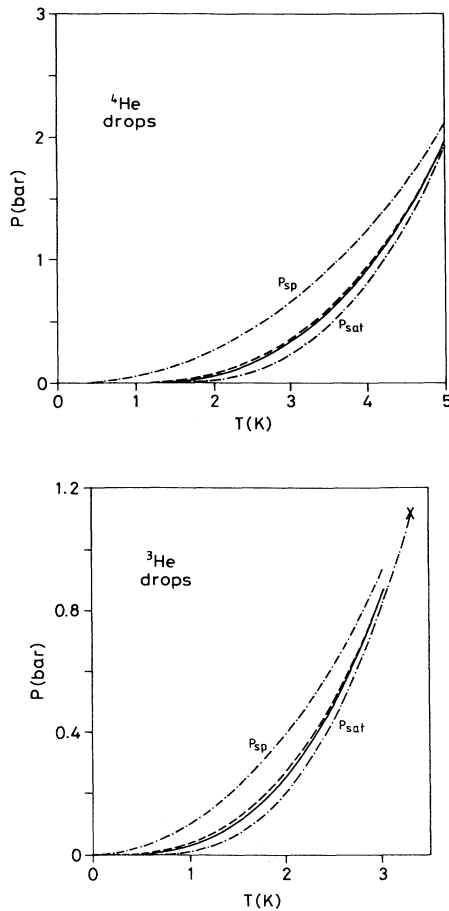 3
⁴He
drops
2
P(bar)
P_sp
1
P_sat
0
0 1 2 3 4 5
T(K)
1.2
X
³He
drops
0.8
P(bar)
P_sp
0.4
P_sat
0
0 1 2 3
T(K)